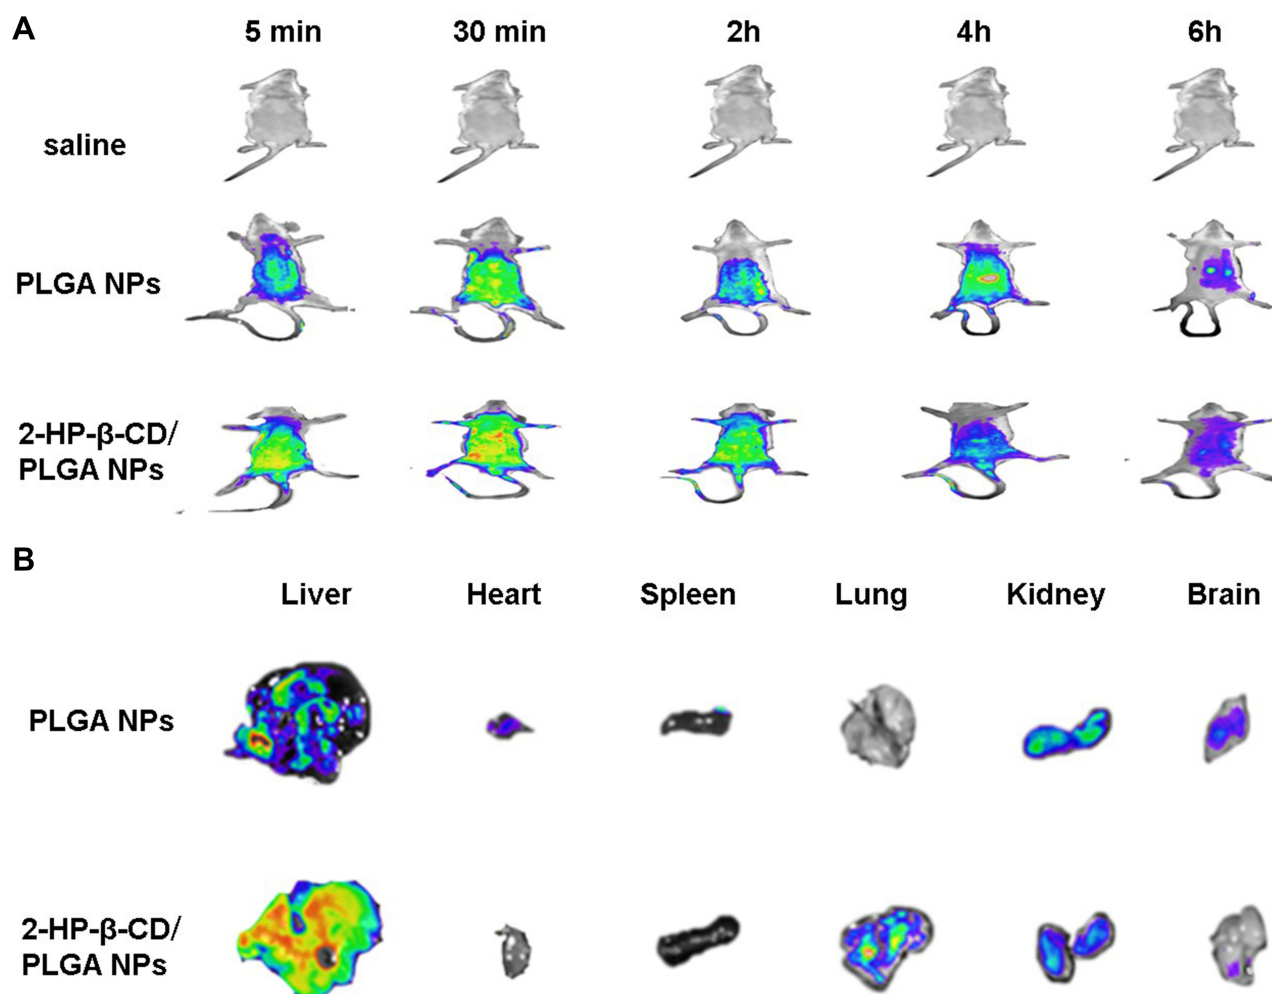 A
5 min 30 min 2h 4h 6h
saline
PLGA NPs
2-HP-β-CD/
PLGA NPs
B
Liver Heart Spleen Lung Kidney Brain
PLGA NPs
2-HP-β-CD/
PLGA NPs